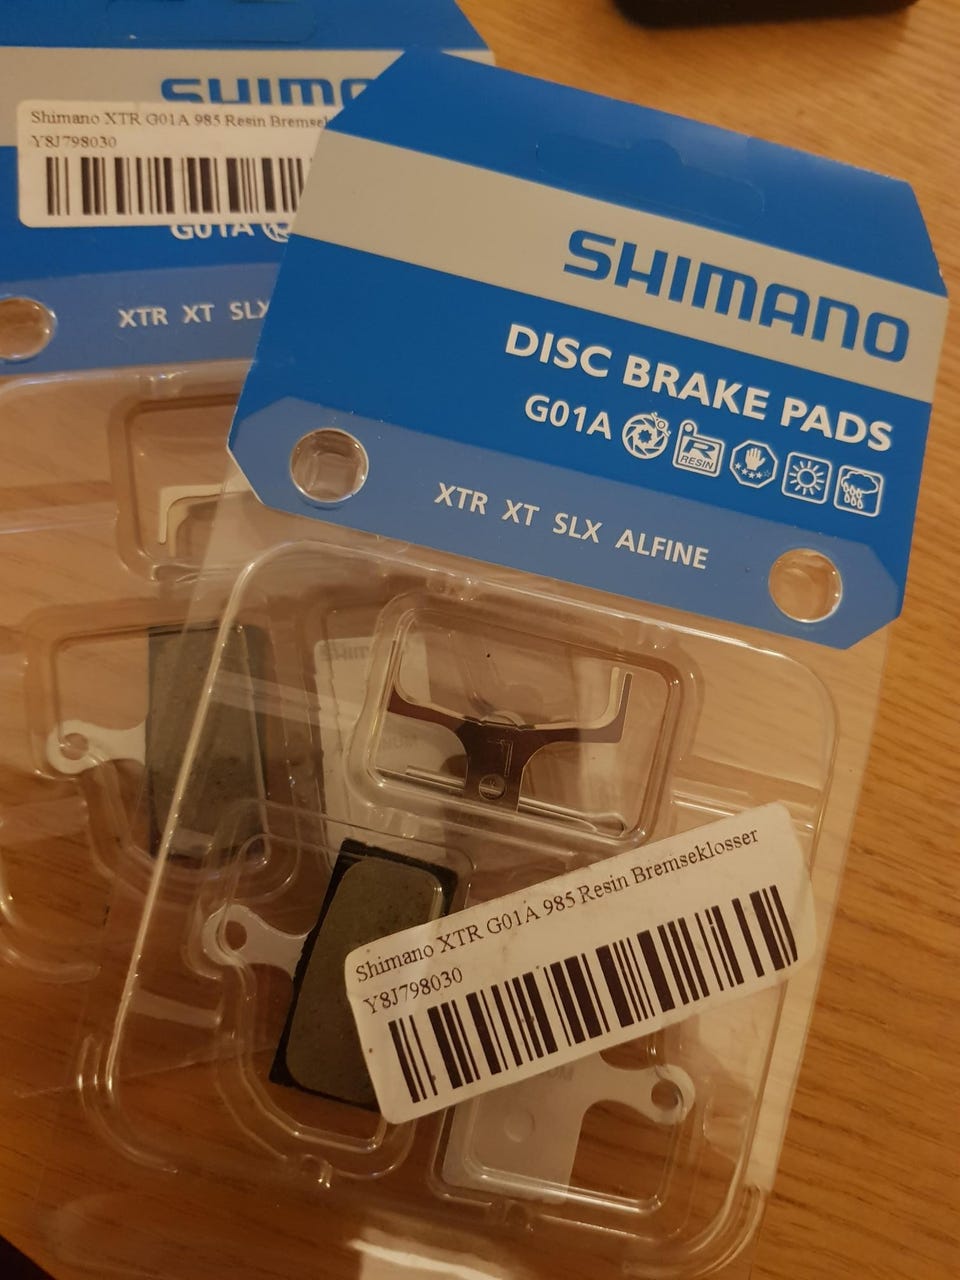 SHIMANO
Shimano XTR G01A 985 Resin
Y8J798030
G01A
XTR XT SLX
SHIMANO
DISC BRAKE PADS
G01A
RESIN
XTR XT SLX ALFINE
Shimano XTR G01A 985 Resin Bremseklosser
Y8J798030